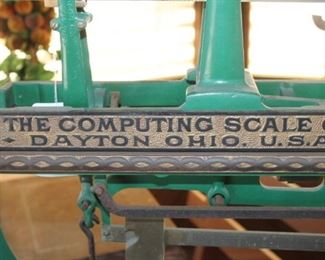 THE COMPUTING SCALE C
DAYTON OHIO. U.S.A